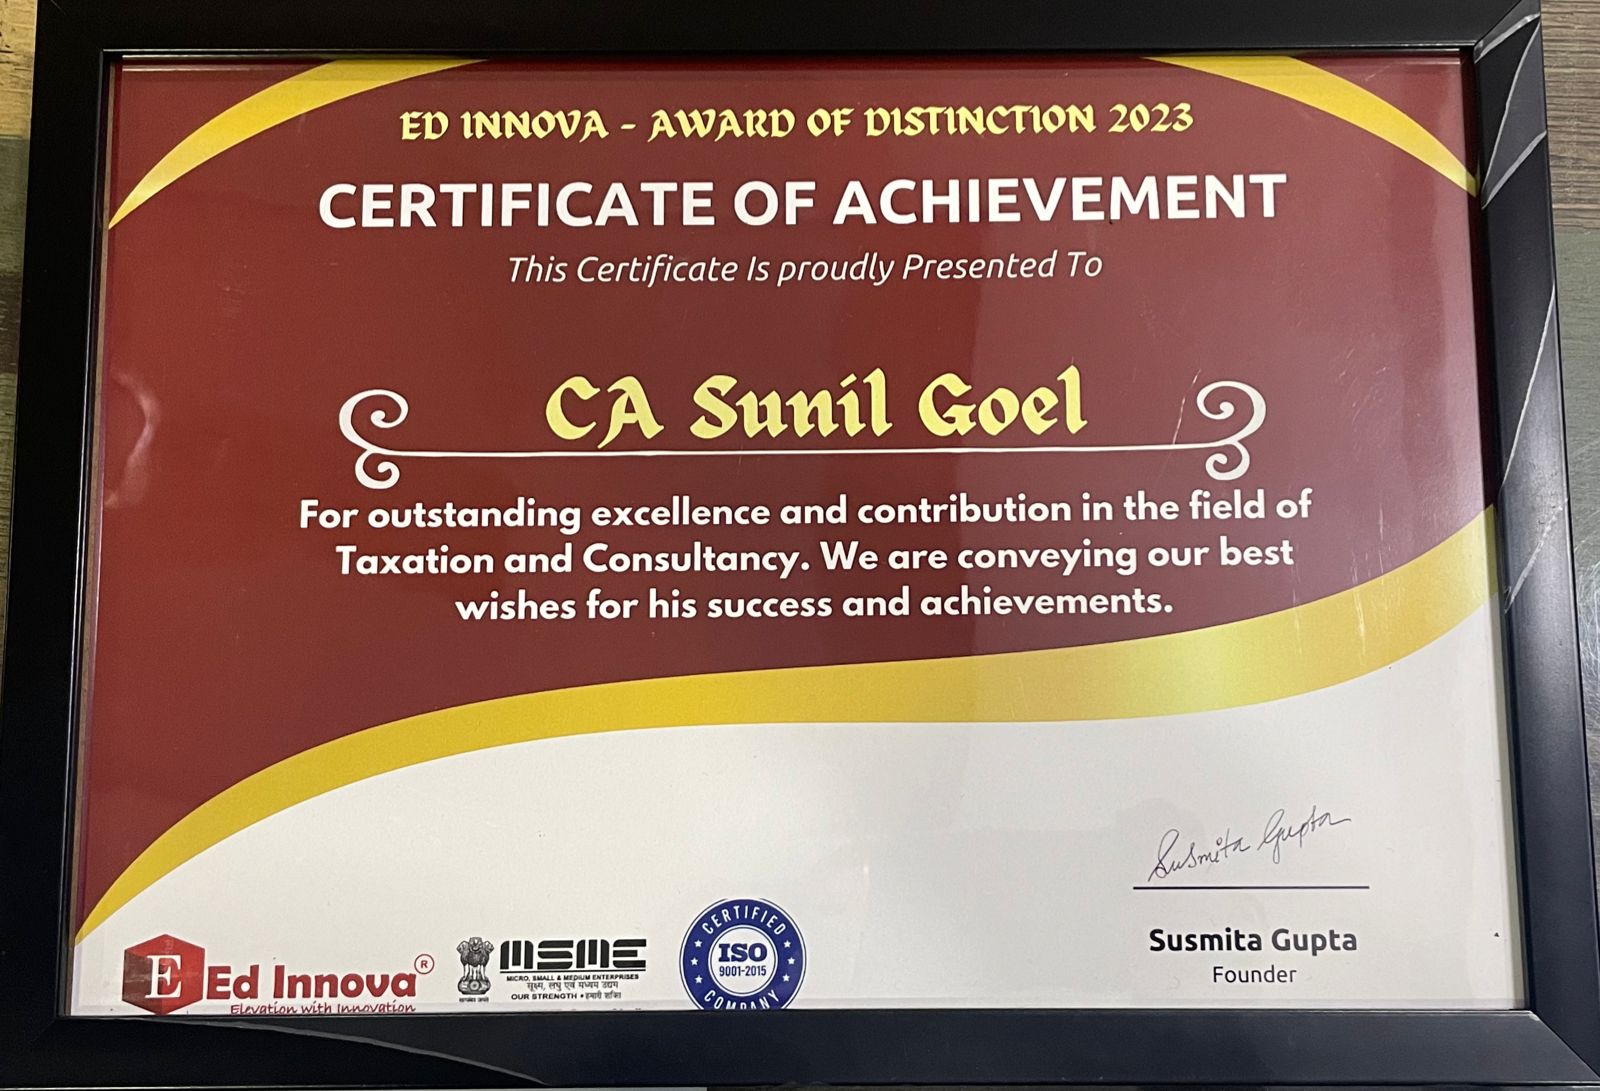 ED INNOVA - AWARD OF DISTINCTION 2023
CERTIFICATE OF ACHIEVEMENT
This Certificate Is proudly Presented To
CA Sunil Goel
For outstanding excellence and contribution in the field of
Taxation and Consultancy. We are conveying our best
wishes for his success and achievements.
Susmita Gupta
Susmita Gupta
Founder
E Ed Innova ®
Elevation with Innovation
MSME
MICRO, SMALL & MEDIUM ENTERPRISES
सूक्ष्म, लघु एवं मध्यम उद्यम
OUR STRENGTH • हमारी शक्ति
सत्यमेव जयते
CERTIFIED
ISO
9001-2015
COMPANY